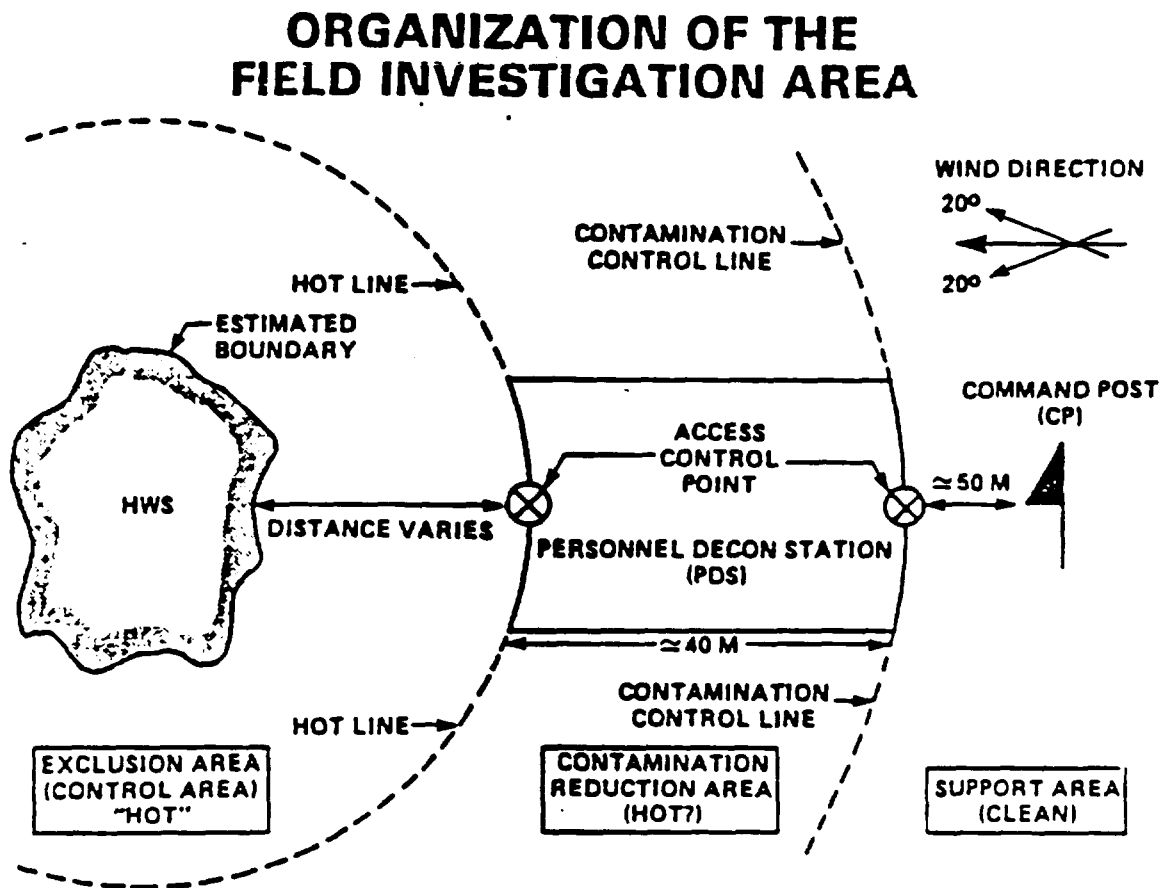 ORGANIZATION OF THE
FIELD INVESTIGATION AREA
WIND DIRECTION
20º
20º
CONTAMINATION
CONTROL LINE
HOT LINE
ESTIMATED
BOUNDARY
COMMAND POST
(CP)
ACCESS
CONTROL
POINT
≃50 M
HWS
DISTANCE VARIES
PERSONNEL DECON STATION
(PDS)
≃40 M
CONTAMINATION
CONTROL LINE
HOT LINE
EXCLUSION AREA
(CONTROL AREA)
"HOT"
CONTAMINATION
REDUCTION AREA
(HOT?)
SUPPORT AREA
(CLEAN)